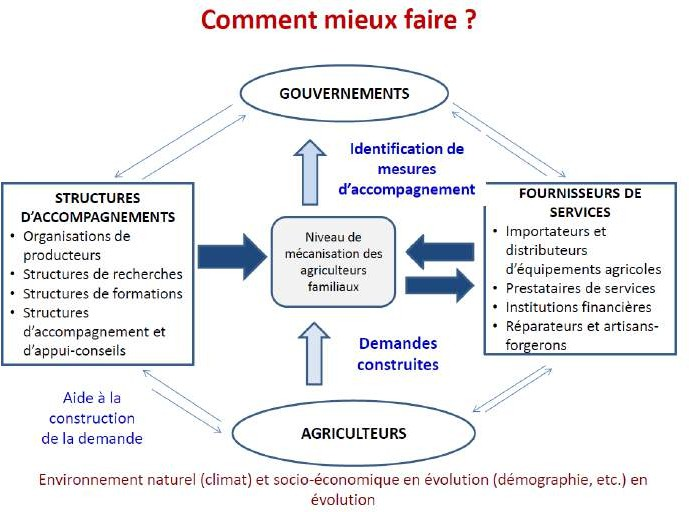 Comment mieux faire ?
GOUVERNEMENTS
Identification de
mesures
d'accompagnement
STRUCTURES
D'ACCOMPAGNEMENTS
• Organisations de
producteurs
• Structures de recherches
• Structures de formations
• Structures
d'accompagnement et
d'appui-conseils
Niveau de
mécanisation des
agriculteurs
familiaux
FOURNISSEURS DE
SERVICES
• Importateurs et
distributeurs
d'équipements agricoles
• Prestataires de services
• Institutions financières
• Réparateurs et artisans-
forgerons
Demandes
construites
Aide à la
construction
de la demande
AGRICULTEURS
Environnement naturel (climat) et socio-économique en évolution (démographie, etc.) en
évolution